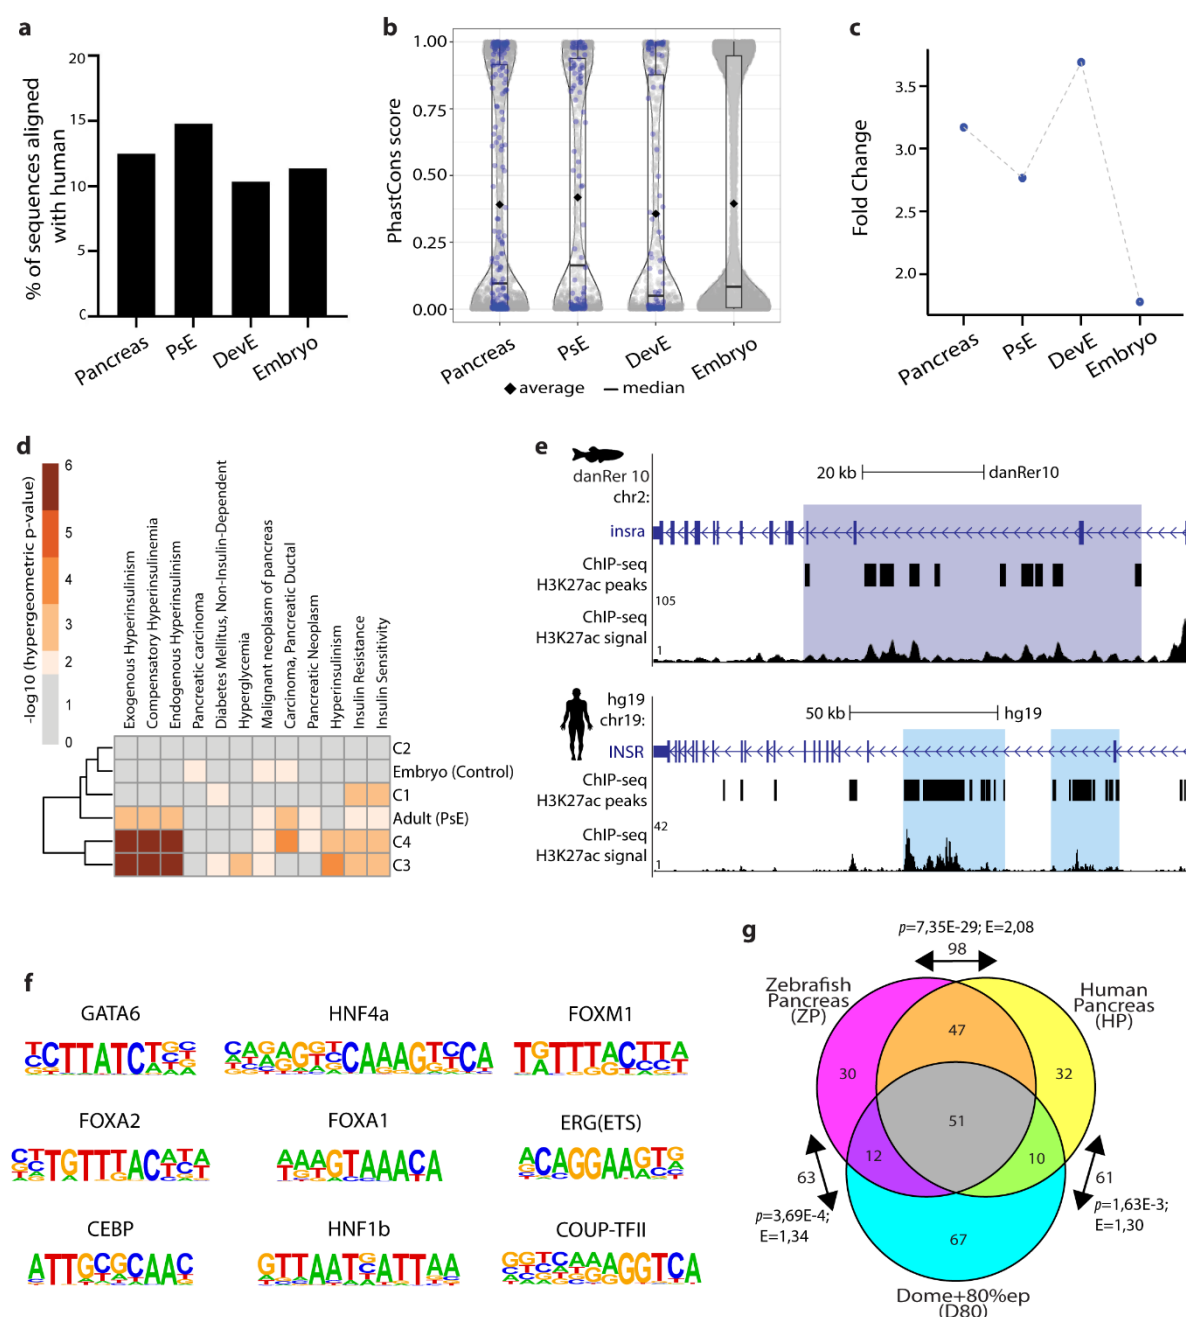 a
% of sequences aligned
with human
20
15
10
5
0
Pancreas
PsE
DevE
Embryo
b
PhastCons score
1.00
0.75
0.50
0.25
0.00
Pancreas
PsE
DevE
Embryo
average
median
c
Fold Change
3.5
3.0
2.5
2.0
Pancreas
PsE
DevE
Embryo
d
-log10 (hypergeometric p-value)
6
5
4
3
2
1
0
Exogenous Hyperinsulinism
Compensatory Hyperinsulinemia
Endogenous Hyperinsulinism
Pancreatic carcinoma
Diabetes Mellitus, Non-Insulin-Dependent
Hyperglycemia
Malignant neoplasm of pancreas
Carcinoma, Pancreatic Ductal
Pancreatic Neoplasm
Hyperinsulinism
Insulin Resistance
Insulin Sensitivity
C2
Embryo (Control)
C1
Adult (PsE)
C4
C3
e
danRer 10
chr2:
20 kb
danRer10
insra
ChIP-seq
H3K27ac peaks
105
ChIP-seq
H3K27ac signal
1
hg19
chr19:
50 kb
hg19
INSR
ChIP-seq
H3K27ac peaks
42
ChIP-seq
H3K27ac signal
1
f
GATA6
HNF4a
FOXM1
FOXA2
FOXA1
ERG(ETS)
CEBP
HNF1b
COUP-TFII
g
p=7,35E-29; E=2,08
98
Zebrafish
Pancreas
(ZP)
Human
Pancreas
(HP)
47
30
32
51
12
10
63
61
p=3,69E-4;
E=1,34
p=1,63E-3;
E=1,30
67
Dome+80%ep
(D80)